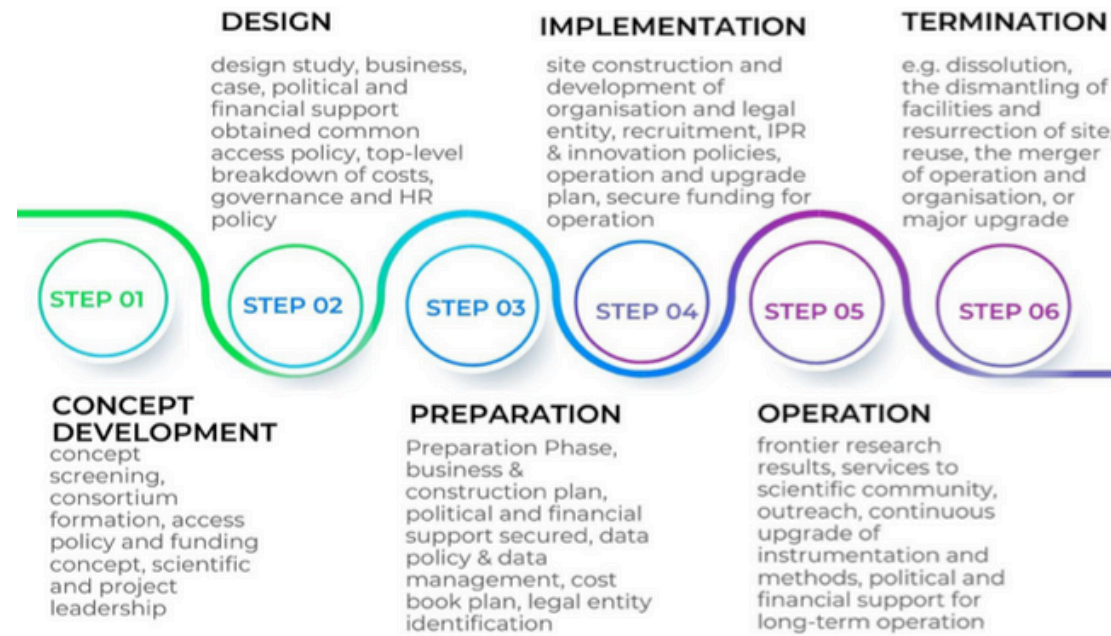 DESIGN
design study, business,
case, political and
financial support
obtained common
access policy, top-level
breakdown of costs,
governance and HR
policy
IMPLEMENTATION
site construction and
development of
organisation and legal
entity, recruitment, IPR
& innovation policies,
operation and upgrade
plan, secure funding for
operation
TERMINATION
e.g. dissolution,
the dismantling of
facilities and
resurrection of site,
reuse, the merger
of operation and
organisation, or
major upgrade
STEP 01
STEP 02
STEP 03
STEP 04
STEP 05
STEP 06
CONCEPT
DEVELOPMENT
concept
screening,
consortium
formation, access
policy and funding
concept, scientific
and project
leadership
PREPARATION
Preparation Phase,
business &
construction plan,
political and financial
support secured, data
policy & data
management, cost
book plan, legal entity
identification
OPERATION
frontier research
results, services to
scientific community,
outreach, continuous
upgrade of
instrumentation and
methods, political and
financial support for
long-term operation